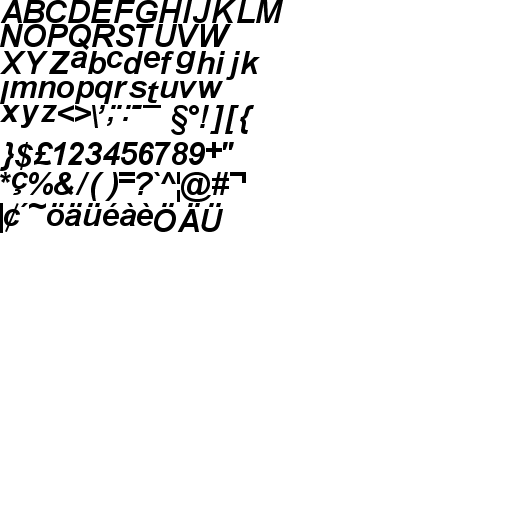 ABCDEFGHIJKLM
NOPQRSTUVW
XYZabcdefghijk
lmnopqrstuvw
xyz<>\',;.:-_ §°!][{
}$£123456789+"
*ç%&/()=?`^¦@#¬
|¢´~öäüéàèÖÄÜ